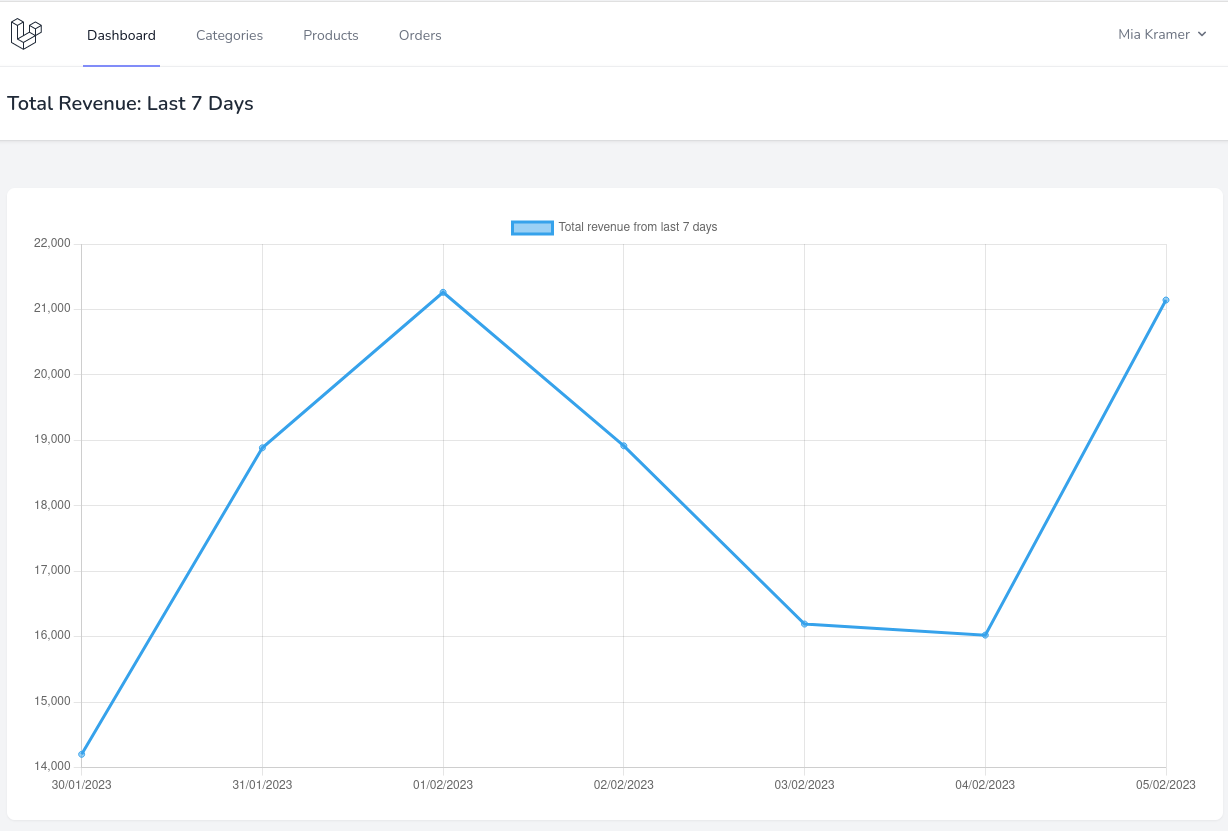 Dashboard Categories Products Orders Mia Kramer
Total Revenue: Last 7 Days
Total revenue from last 7 days
22,000
21,000
20,000
19,000
18,000
17,000
16,000
15,000
14,000
30/01/2023 31/01/2023 01/02/2023 02/02/2023 03/02/2023 04/02/2023 05/02/2023